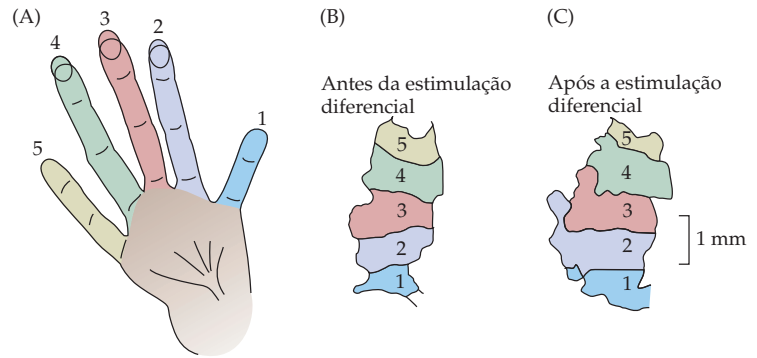 (A)
3
2
4
1
5
(B)
Antes da estimulação
diferencial
5
4
3
2
1
(C)
Após a estimulação
diferencial
5
4
3
2
1
1 mm